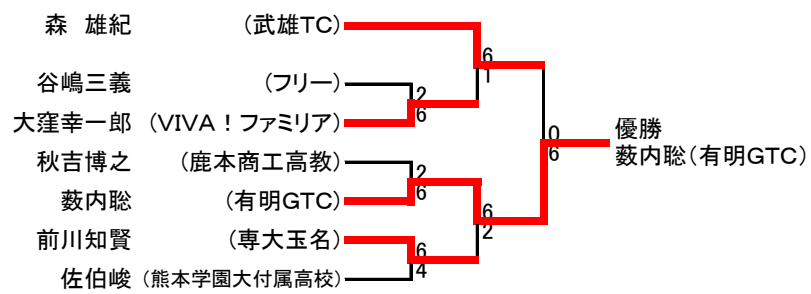 森　雄紀 (武雄TC)
6
1
谷嶋三義 (フリー)
2
6
大窪幸一郎 (VIVA！ファミリア)
0
6
優勝
薮内聡(有明GTC)
秋吉博之 (鹿本商工高教)
2
6
薮内聡 (有明GTC)
6
2
前川知賢 (専大玉名)
6
4
佐伯峻 (熊本学園大付属高校)